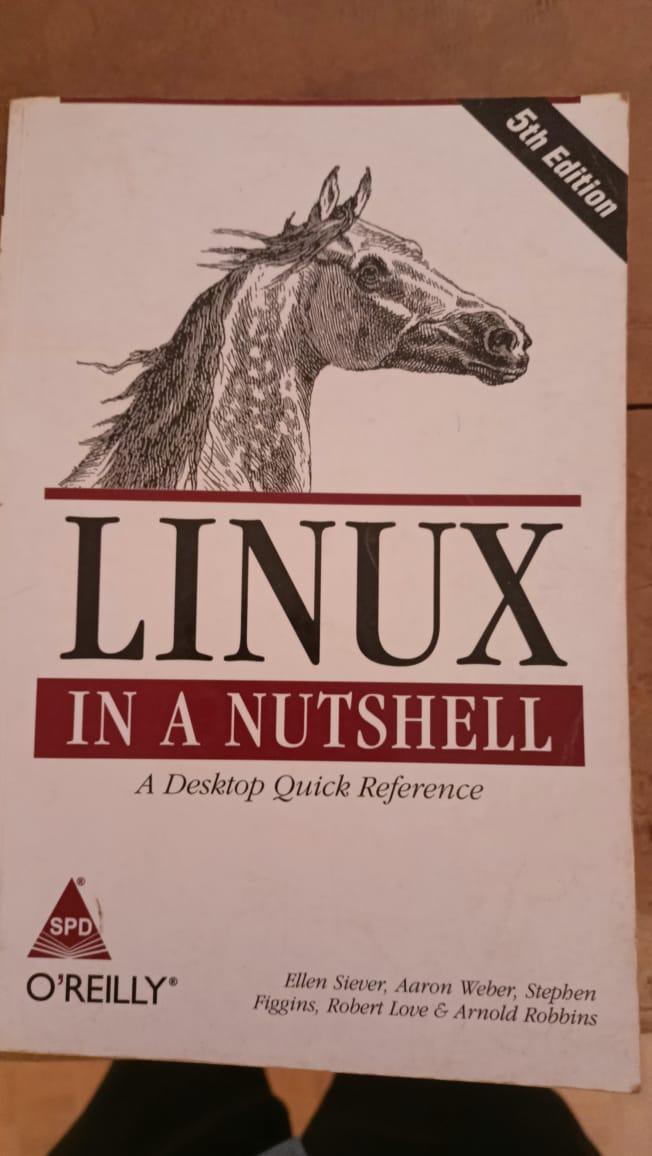 5th Edition
LINUX
IN A NUTSHELL
A Desktop Quick Reference
®
SPD
O'REILLY®
Ellen Siever, Aaron Weber, Stephen
Figgins, Robert Love & Arnold Robbins